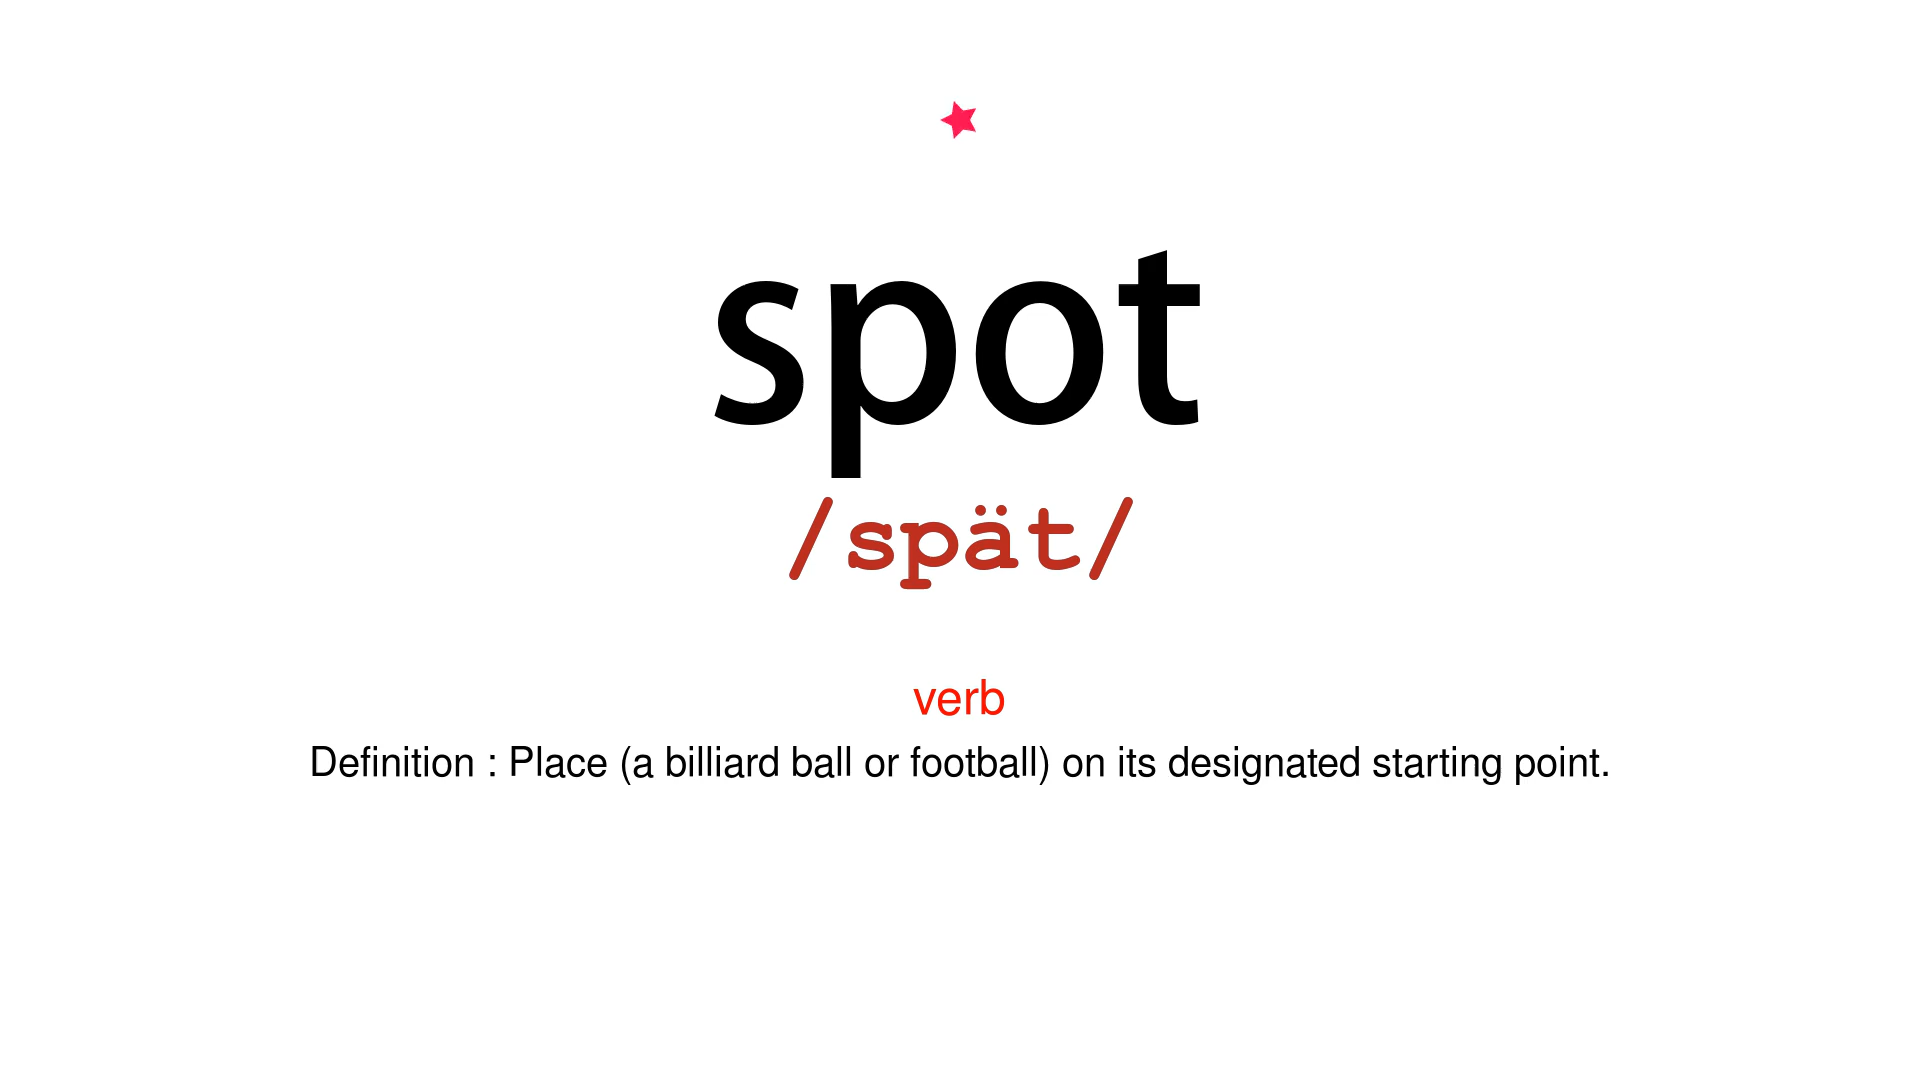 spot
/spät/
verb
Definition : Place (a billiard ball or football) on its designated starting point.